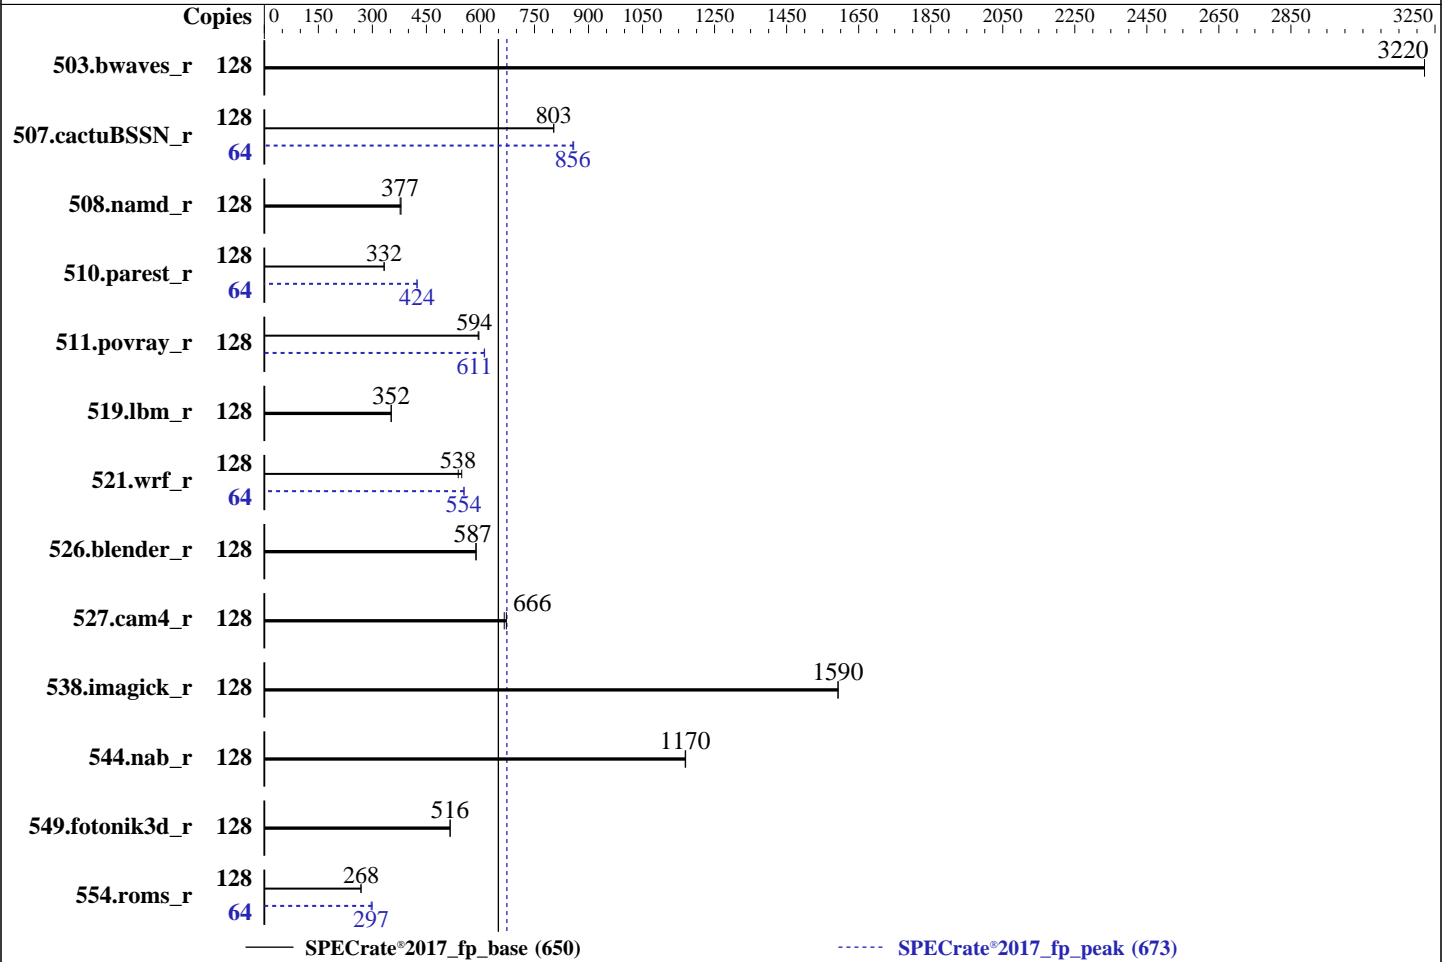 Copies 0 150 300 450 600 750 900 1050 1250 1450 1650 1850 2050 2250 2450 2650 2850 3250
503.bwaves_r 128 3220
507.cactuBSSN_r 128 803
64 856
508.namd_r 128 377
510.parest_r 128 332
64 424
511.povray_r 128 594
611
519.lbm_r 128 352
521.wrf_r 128 538
64 554
526.blender_r 128 587
527.cam4_r 128 666
538.imagick_r 128 1590
544.nab_r 128 1170
549.fotonik3d_r 128 516
554.roms_r 128 268
64 297
SPECrate®2017_fp_base (650) SPECrate®2017_fp_peak (673)